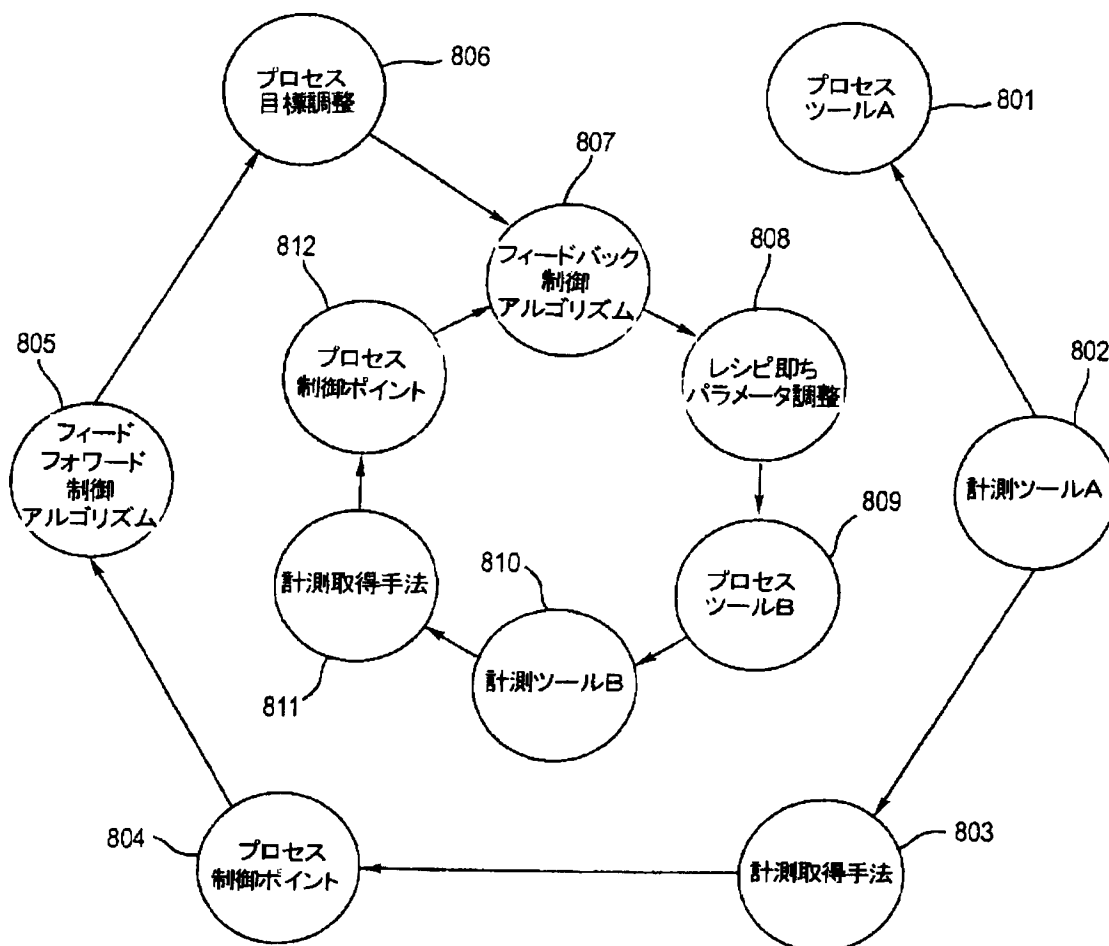 プロセス
目標調整
806
プロセス
ツールA
801
807
フィードバック
制御
アルゴリズム
812
プロセス
制御ポイント
808
レシピ即ち
パラメータ調整
805
フィード
フォワード
制御
アルゴリズム
802
計測ツールA
809
プロセス
ツールB
810
計測ツールB
計測取得手法
811
804
プロセス
制御ポイント
803
計測取得手法